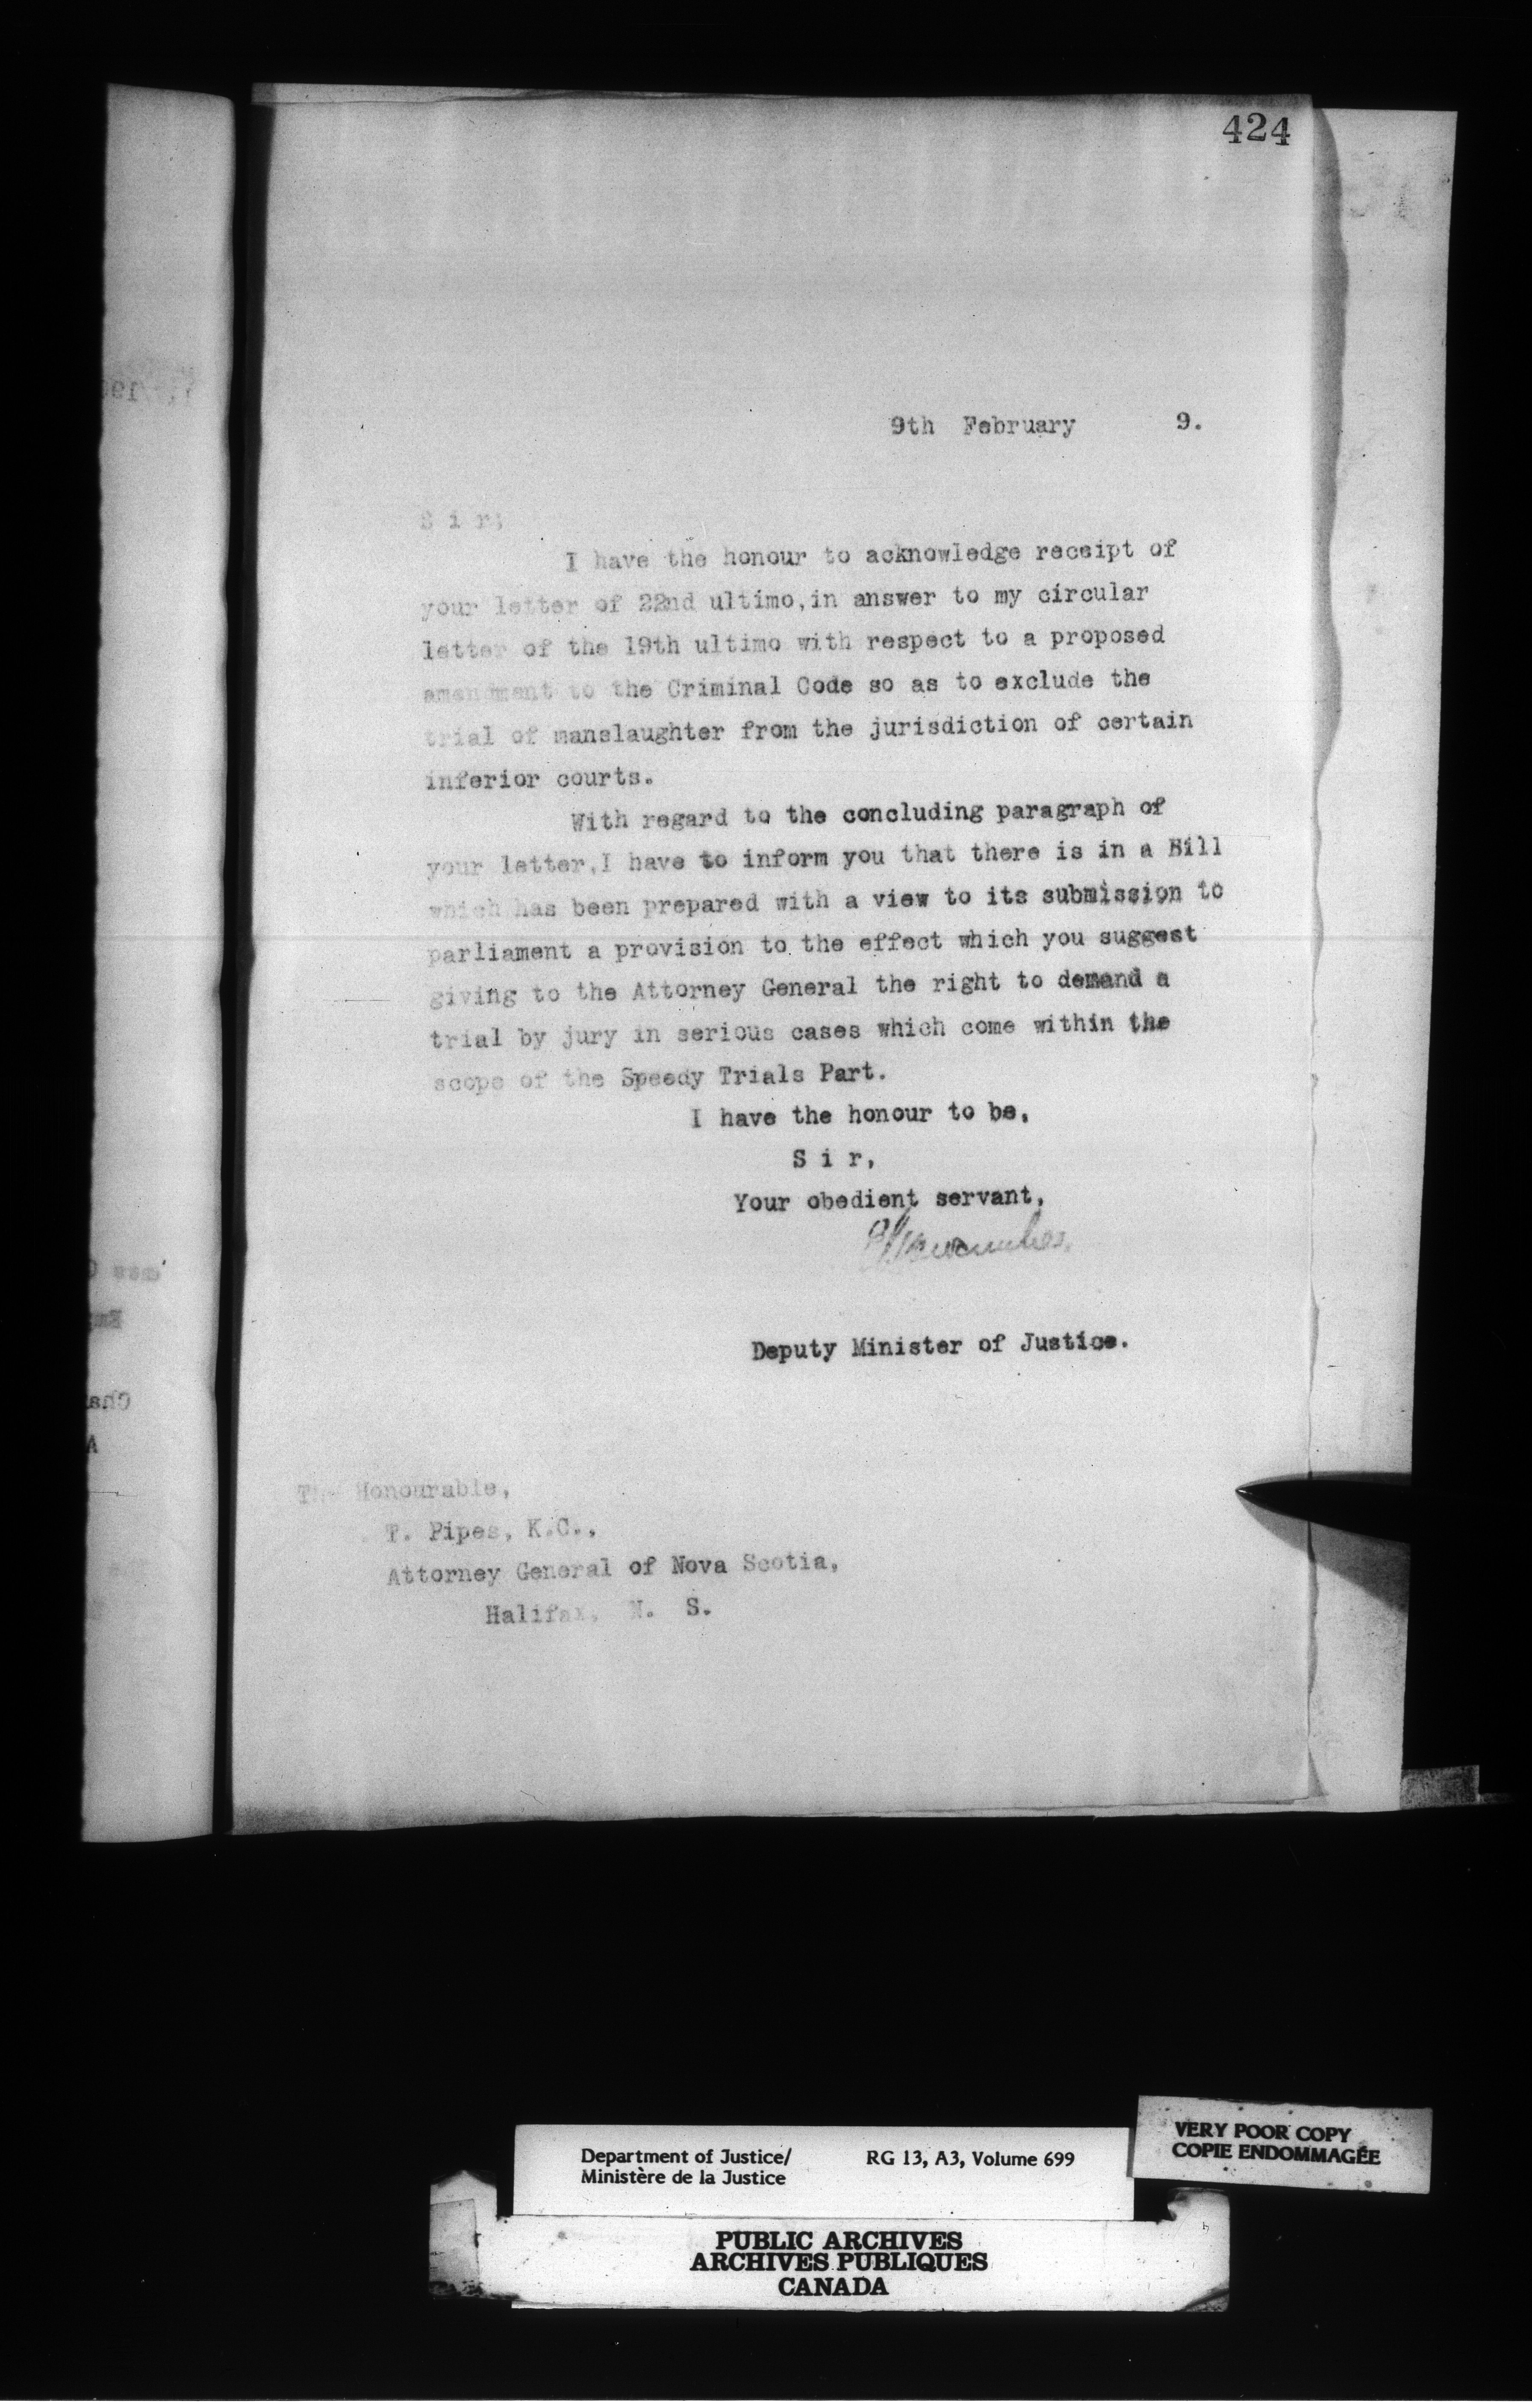 424
9th February 9.
S i r;
I have the honour to acknowledge receipt of
your letter of 22nd ultimo,in answer to my circular
letter of the 19th ultimo with respect to a proposed
amendment to the Criminal Code so as to exclude the
trial of manslaughter from the jurisdiction of certain
inferior courts.
With regard to the concluding paragraph of
your letter,I have to inform you that there is in a Bill
which has been prepared with a view to its submission to
parliament a provision to the effect which you suggest
giving to the Attorney General the right to demand a
trial by jury in serious cases which come within the
scope of the Speedy Trials Part.
I have the honour to be,
S i r,
Your obedient servant,
Deputy Minister of Justice.
The Honourable,
T. Pipes, K.C.,
Attorney General of Nova Scotia,
Halifax, N. S.
Department of Justice/ RG 13, A3, Volume 699
Ministère de la Justice
VERY POOR COPY
COPIE ENDOMMAGÉE
PUBLIC ARCHIVES
ARCHIVES PUBLIQUES
CANADA